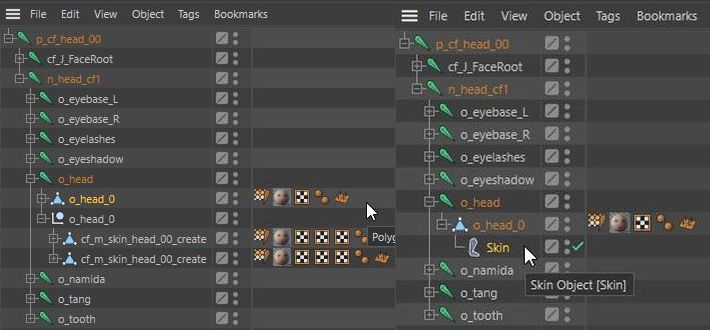 File Edit View Object Tags Bookmarks
p_cf_head_00
cf_J_FaceRoot
n_head_cf1
o_eyebase_L
o_eyebase_R
o_eyelashes
o_eyeshadow
o_head
o_head_0
o_head_0
cf_m_skin_head_00_create
Polyg
cf_m_skin_head_00_create
o_namida
o_tang
o_tooth
File Edit View Object Tags Bookmarks
p_cf_head_00
cf_J_FaceRoot
n_head_cf1
o_eyebase_L
o_eyebase_R
o_eyelashes
o_eyeshadow
o_head
o_head_0
Skin
o_namida
Skin Object [Skin]
o_tang
o_tooth